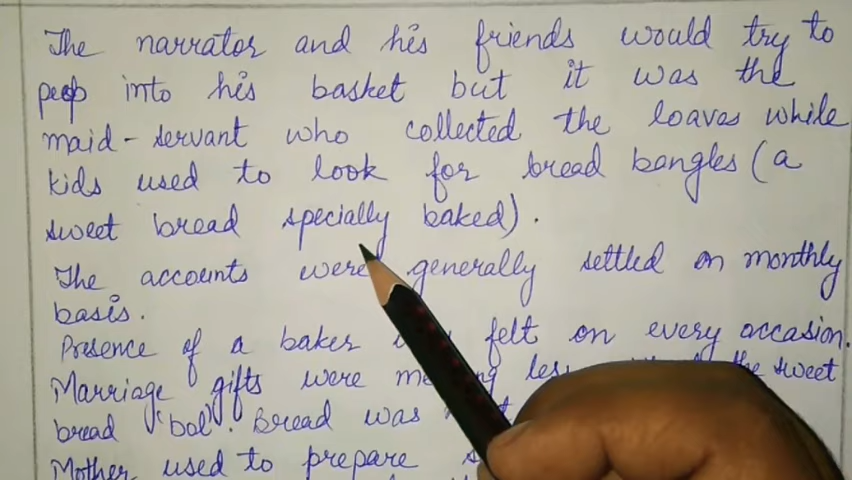 The narrator and his friends would try to
peep into his basket but it was the
maid-servant who collected the loaves while
kids used to look for bread bangles (a
sweet bread specially baked).
The accounts were generally settled on monthly
basis.
Presence of a baker felt on every occasion.
Marriage gifts were the sweet
bread 'bol'. Bread was
Mother used to prepare